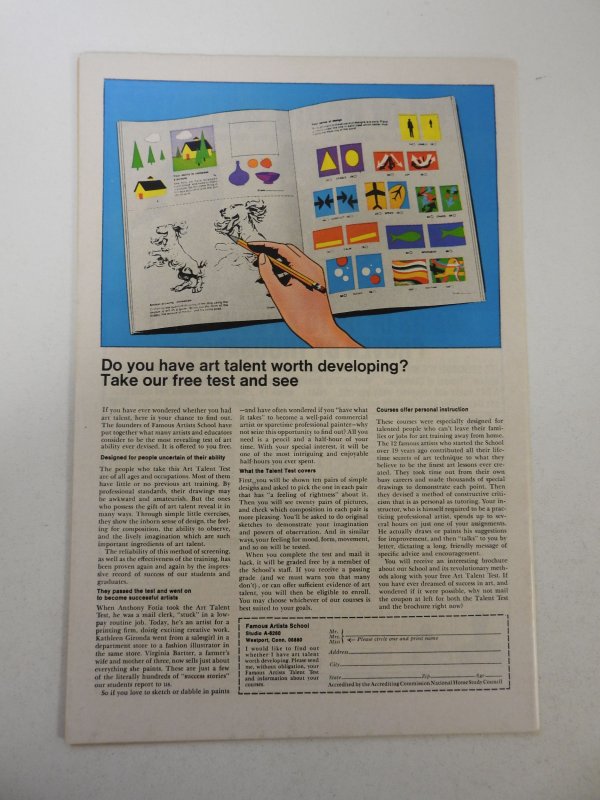 Do you have art talent worth developing?
Take our free test and see
If you have ever wondered whether you had
art talent, here is your chance to find out.
The founders of Famous Artists School have
put together what many artists and educators
consider to be the most revealing test of art
ability ever devised. It is offered to you free.
Designed for people uncertain of their ability
The people who take this Art Talent Test
are of all ages and occupations. Most of them
have little or no previous art training. By
professional standards, their drawings may
be awkward and amateurish. But the ones
who possess the gift of art talent reveal it in
many ways. Through simple little exercises,
they show the inborn sense of design, the feel-
ing for composition, the ability to observe,
and the lively imagination which are such
important ingredients of art talent.
The reliability of this method of screening,
as well as the effectiveness of the training, has
been proven again and again by the impres-
sive record of success of our students and
graduates.
They passed the test and went on
to become successful artists
When Anthony Fotia took the Art Talent
Test, he was a mail clerk, "stuck" in a low-
pay routine job. Today, he's an artist for a
printing firm, doing exciting creative work.
Kathleen Gironda went from a salesgirl in a
department store to a fashion illustrator in
the same store. Virginia Bartter, a farmer's
wife and mother of three, now sells just about
everything she paints. These are just a few
of the literally hundreds of "success stories"
our students report to us.
So if you love to sketch or dabble in paints
—and have often wondered if you "have what
it takes" to become a well-paid commercial
artist or sparetime professional painter—why
not seize this opportunity to find out? All you
need is a pencil and a half-hour of your
time. With your special interest, it will be
one of the most intriguing and enjoyable
half-hours you ever spent.
What the Talent Test covers
First, you will be shown ten pairs of simple
designs and asked to pick the one in each pair
that has "a feeling of rightness" about it.
Then you will see twenty pairs of pictures,
and check which composition in each pair is
more pleasing. You'll be asked to do original
sketches to demonstrate your imagination
and powers of observation. And in similar
ways, your feeling for mood, form, movement,
and so on will be tested.
When you complete the test and mail it
back, it will be graded free by a member of
the School's staff. If you receive a passing
grade (and we must warn you that many
don't), or can offer sufficient evidence of art
talent, you will then be eligible to enroll.
You may choose whichever of our courses is
best suited to your goals.
Courses offer personal instruction
These courses were especially designed for
talented people who can't leave their fami-
lies or jobs for art training away from home.
The 12 famous artists who started the School
over 19 years ago contributed all their life-
time secrets of art technique to what they
believe to be the finest art lessons ever cre-
ated. They took time out from their own
busy careers and made thousands of special
drawings to demonstrate each point. Then
they devised a method of constructive criti-
cism that is as personal as tutoring. Your in-
structor, who is himself required to be a prac-
ticing professional artist, spends up to sev-
eral hours on just one of your assignments.
He actually draws or paints his suggestions
for improvement, and then "talks" to you by
letter, dictating a long, friendly message of
specific advice and encouragement.
You will receive an interesting brochure
about our School and its revolutionary meth-
ods along with your free Art Talent Test. If
you have ever dreamed of success in art, and
wondered if it were possible, why not mail
the coupon at left for both the Talent Test
and the brochure right now?
Famous Artists School
Westport, Conn. 06880
I would like to find out
whether I have art talent
worth developing. Please send
me, without obligation, your
Famous Artists Talent Test
and information about your
courses.
Mr.
Mrs.
Miss
Please circle one and print name
Address
City
State Zip Age
Accredited by the Accrediting Commission National Home Study Council